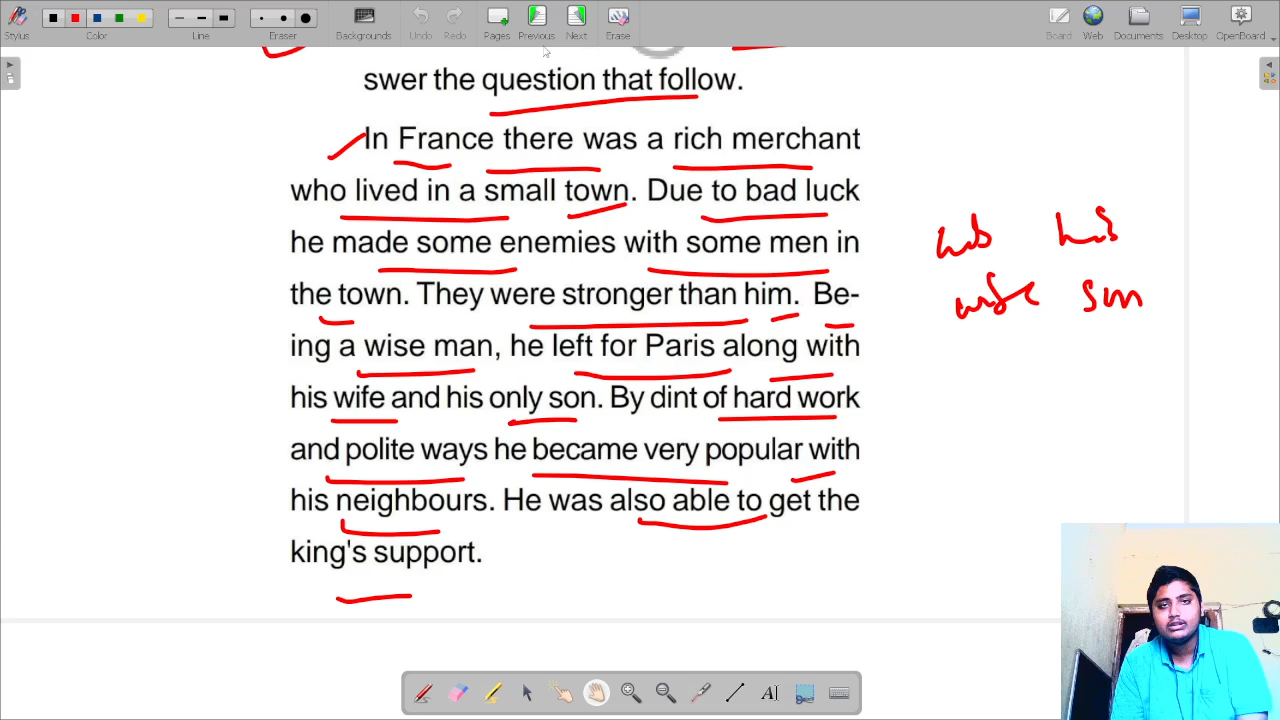 Stylus Color Line Eraser Backgrounds Undo Redo Pages Previous Next Erase Board Web Documents Desktop OpenBoard
swer the question that follow.
In France there was a rich merchant
who lived in a small town. Due to bad luck
he made some enemies with some men in
the town. They were stronger than him. Be-
ing a wise man, he left for Paris along with
his wife and his only son. By dint of hard work
and polite ways he became very popular with
his neighbours. He was also able to get the
king's support.
wife son